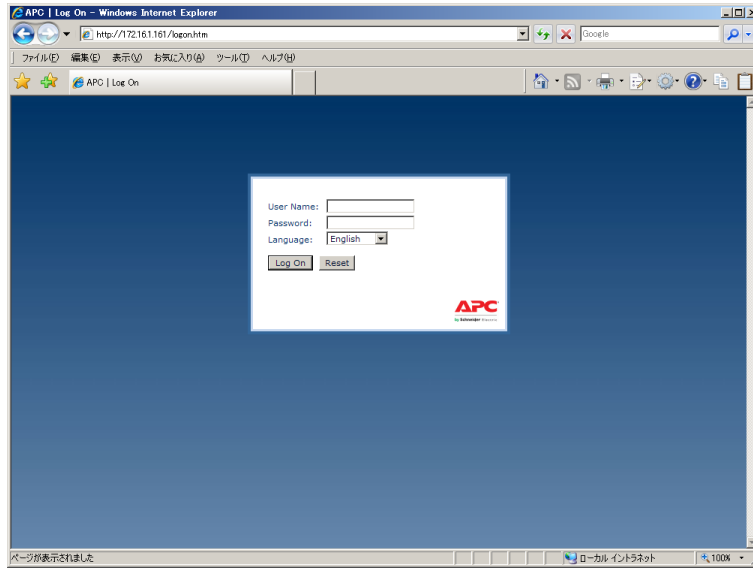 APC | Log On - Windows Internet Explorer
http://172.16.1.161/logon.htm
Google
ファイル(F) 編集(E) 表示(V) お気に入り(A) ツール(T) ヘルプ(H)
APC | Log On
User Name:
Password:
Language: English
Log On Reset
APC
by Schneider Electric
ページが表示されました
ローカル イントラネット
100%